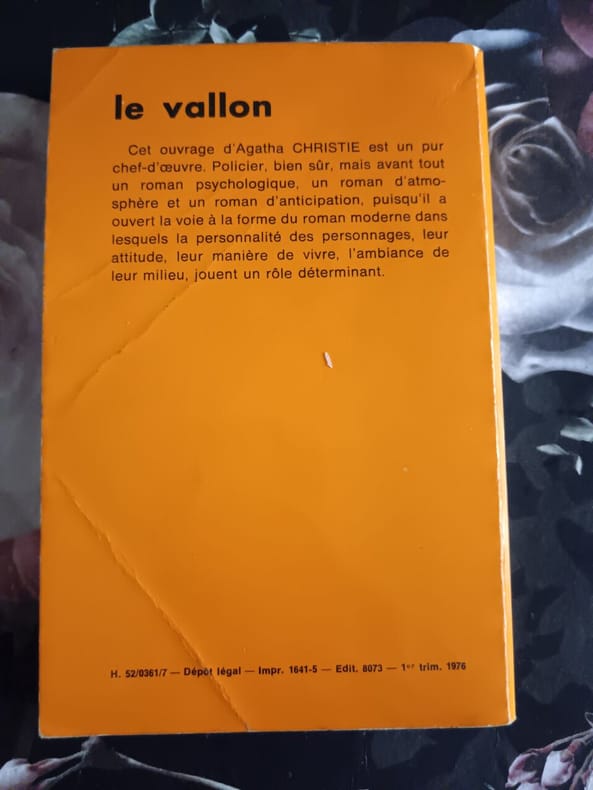 le vallon
Cet ouvrage d'Agatha CHRISTIE est un pur
chef-d'œuvre. Policier, bien sûr, mais avant tout
un roman psychologique, un roman d'atmo-
sphère et un roman d'anticipation, puisqu'il a
ouvert la voie à la forme du roman moderne dans
lesquels la personnalité des personnages, leur
attitude, leur manière de vivre, l'ambiance de
leur milieu, jouent un rôle déterminant.
H. 52/0361/7 — Dépôt légal — Impr. 1641-5 — Edit. 8073 — 1er trim. 1976